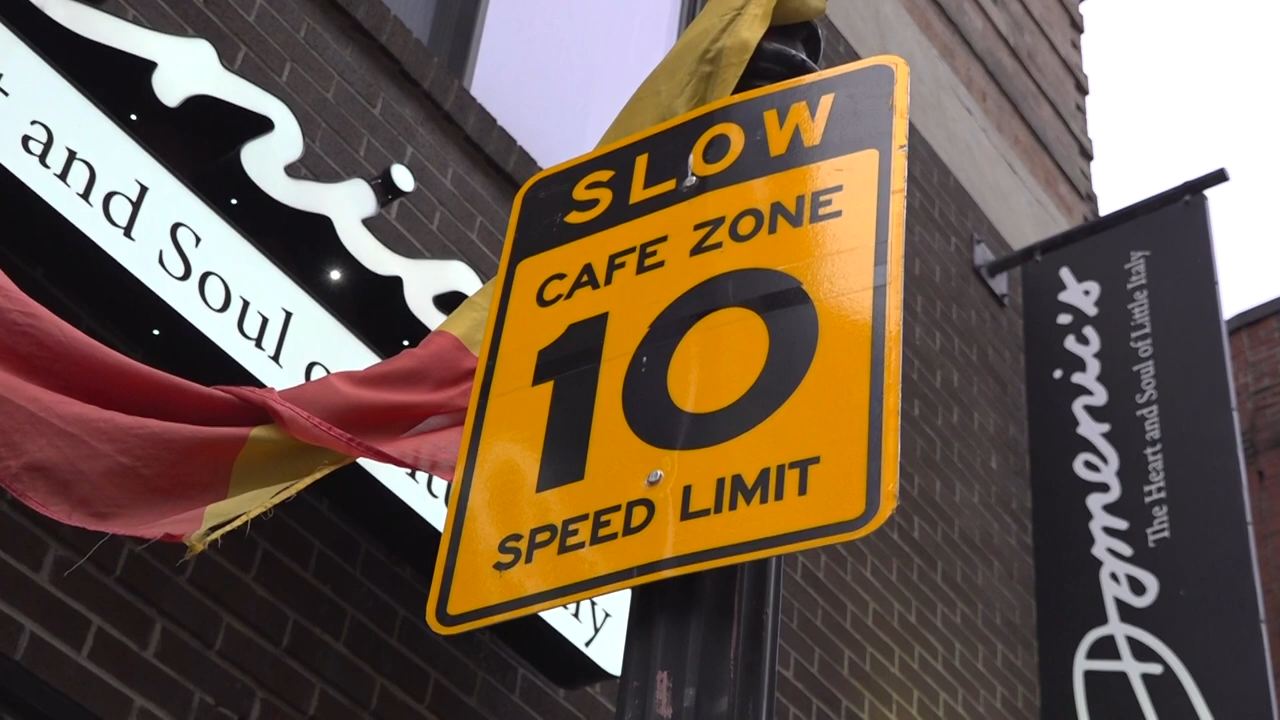 and Soul
SLOW
CAFE ZONE
10
SPEED LIMIT
Domenic's
The Heart and Soul of Little Italy